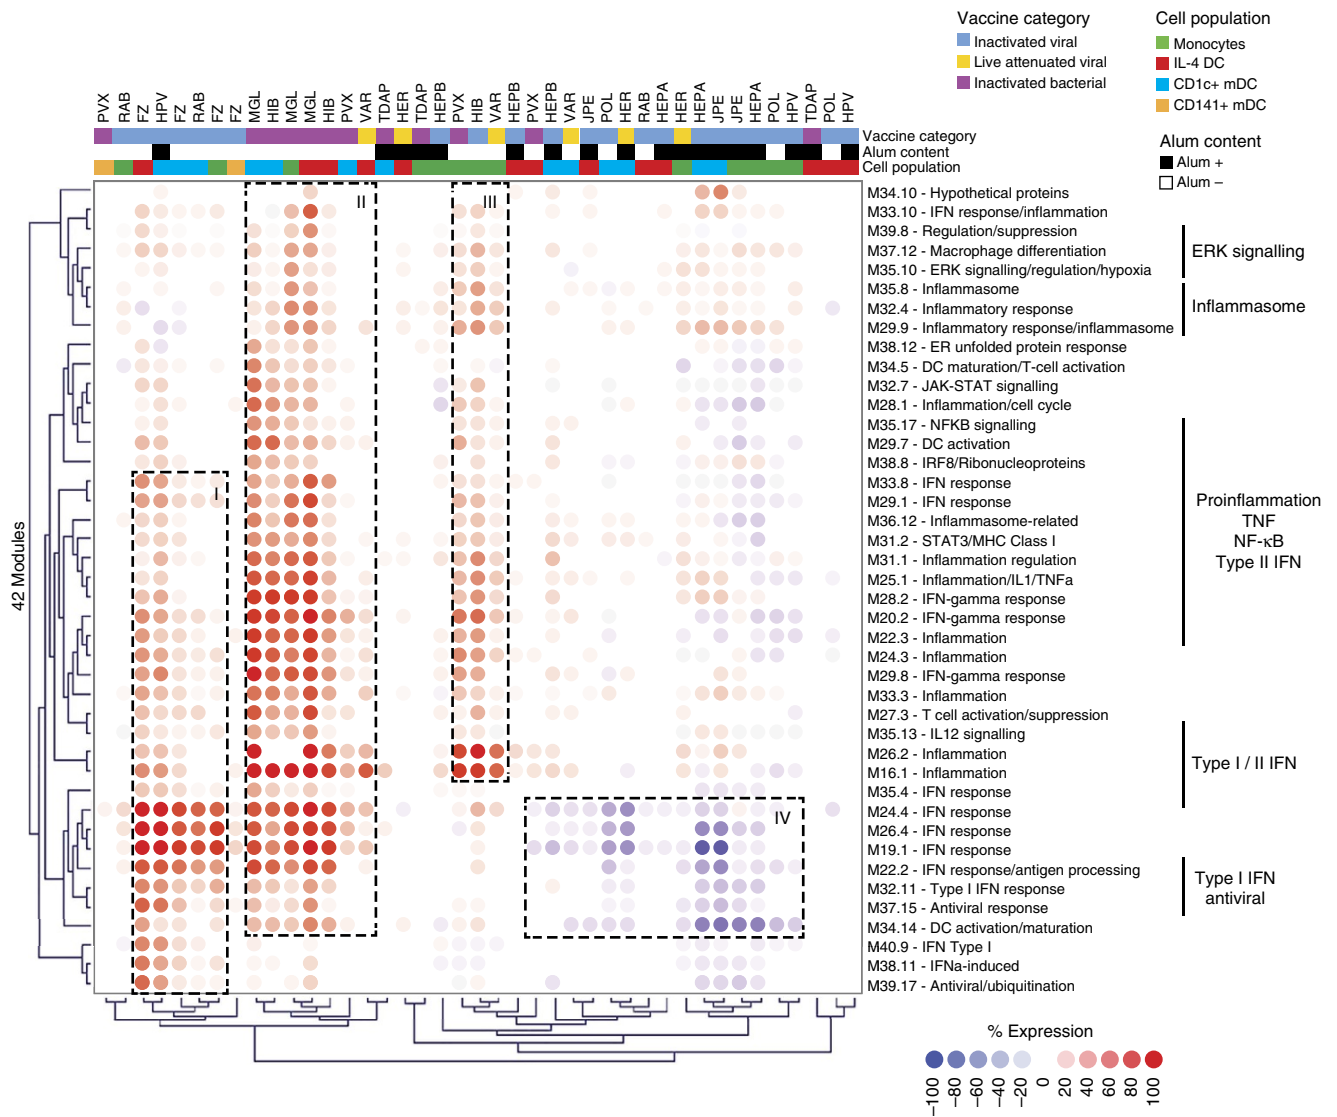 Vaccine category
Inactivated viral
Live attenuated viral
Inactivated bacterial
Cell population
Monocytes
IL-4 DC
CD1c+ mDC
CD141+ mDC
Alum content
Alum +
Alum –
PVX RAB FZ HPV FZ RAB FZ FZ MGL HIB MGL MGL HIB PVX VAR TDAP HER TDAP HEPB PVX HIB VAR HEPB PVX HEPB VAR JPE POL HER RAB HEPA HER HEPA JPE JPE HEPA POL HPV TDAP POL HPV
Vaccine category
Alum content
Cell population
I
II
III
IV
M34.10 - Hypothetical proteins
M33.10 - IFN response/inflammation
M39.8 - Regulation/suppression
M37.12 - Macrophage differentiation
M35.10 - ERK signalling/regulation/hypoxia
M35.8 - Inflammasome
M32.4 - Inflammatory response
M29.9 - Inflammatory response/inflammasome
M38.12 - ER unfolded protein response
M34.5 - DC maturation/T-cell activation
M32.7 - JAK-STAT signalling
M28.1 - Inflammation/cell cycle
M35.17 - NFKB signalling
M29.7 - DC activation
M38.8 - IRF8/Ribonucleoproteins
M33.8 - IFN response
M29.1 - IFN response
M36.12 - Inflammasome-related
M31.2 - STAT3/MHC Class I
M31.1 - Inflammation regulation
M25.1 - Inflammation/IL1/TNFa
M28.2 - IFN-gamma response
M20.2 - IFN-gamma response
M22.3 - Inflammation
M24.3 - Inflammation
M29.8 - IFN-gamma response
M33.3 - Inflammation
M27.3 - T cell activation/suppression
M35.13 - IL12 signalling
M26.2 - Inflammation
M16.1 - Inflammation
M35.4 - IFN response
M24.4 - IFN response
M26.4 - IFN response
M19.1 - IFN response
M22.2 - IFN response/antigen processing
M32.11 - Type I IFN response
M37.15 - Antiviral response
M34.14 - DC activation/maturation
M40.9 - IFN Type I
M38.11 - IFNa-induced
M39.17 - Antiviral/ubiquitination
ERK signalling
Inflammasome
Proinflammation
TNF
NF-κB
Type II IFN
Type I / II IFN
Type I IFN
antiviral
42 Modules
% Expression
–100 –80 –60 –40 –20 0 20 40 60 80 100